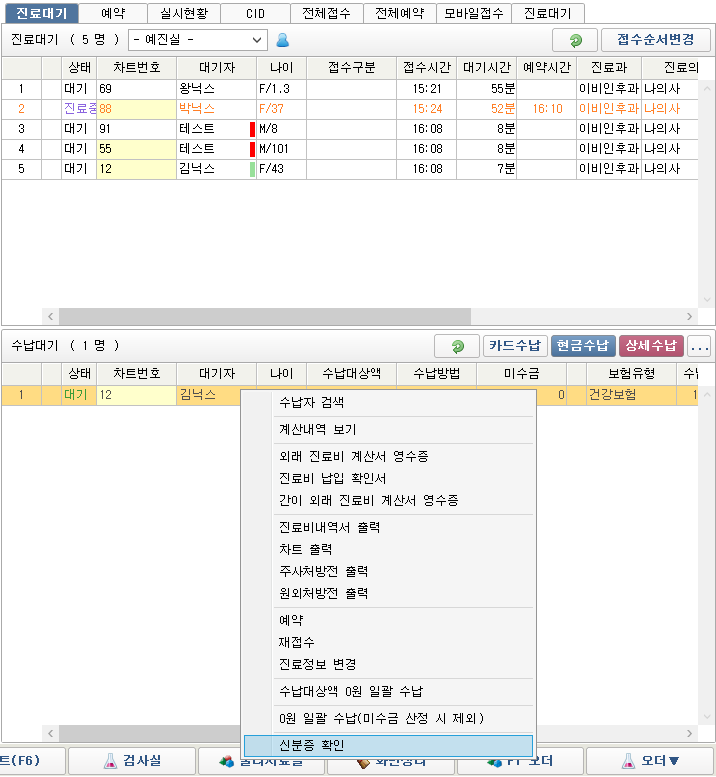 진료대기 예약 실시현황 CID 전체접수 전체예약 모바일접수 진료대기
진료대기 ( 5 명 ) - 예진실 - 접수순서변경
상태 차트번호 대기자 나이 접수구분 접수시간 대기시간 예약시간 진료과 진료의
1 대기 69 왕닉스 F/1.3 15:21 55분 이비인후과 나의사
2 진료중 88 박닉스 F/37 15:24 52분 16:10 이비인후과 나의사
3 대기 91 테스트 M/8 16:08 8분 이비인후과 나의사
4 대기 55 테스트 M/101 16:08 8분 이비인후과 나의사
5 대기 12 김닉스 F/43 16:08 7분 이비인후과 나의사
수납대기 ( 1 명 ) 카드수납 현금수납 상세수납 ...
상태 차트번호 대기자 나이 수납대상액 수납방법 미수금 보험유형 수납
1 대기 12 김닉스 0 건강보험 1
수납자 검색
계산내역 보기
외래 진료비 계산서 영수증
진료비 납입 확인서
간이 외래 진료비 계산서 영수증
진료비내역서 출력
차트 출력
주사처방전 출력
원외처방전 출력
예약
재접수
진료정보 변경
수납대상액 0원 일괄 수납
0원 일괄 수납(미수금 산정 시 제외)
신분증 확인
트(F6) 검사실 물리치료실 화면정리 PT 오더 오더▼